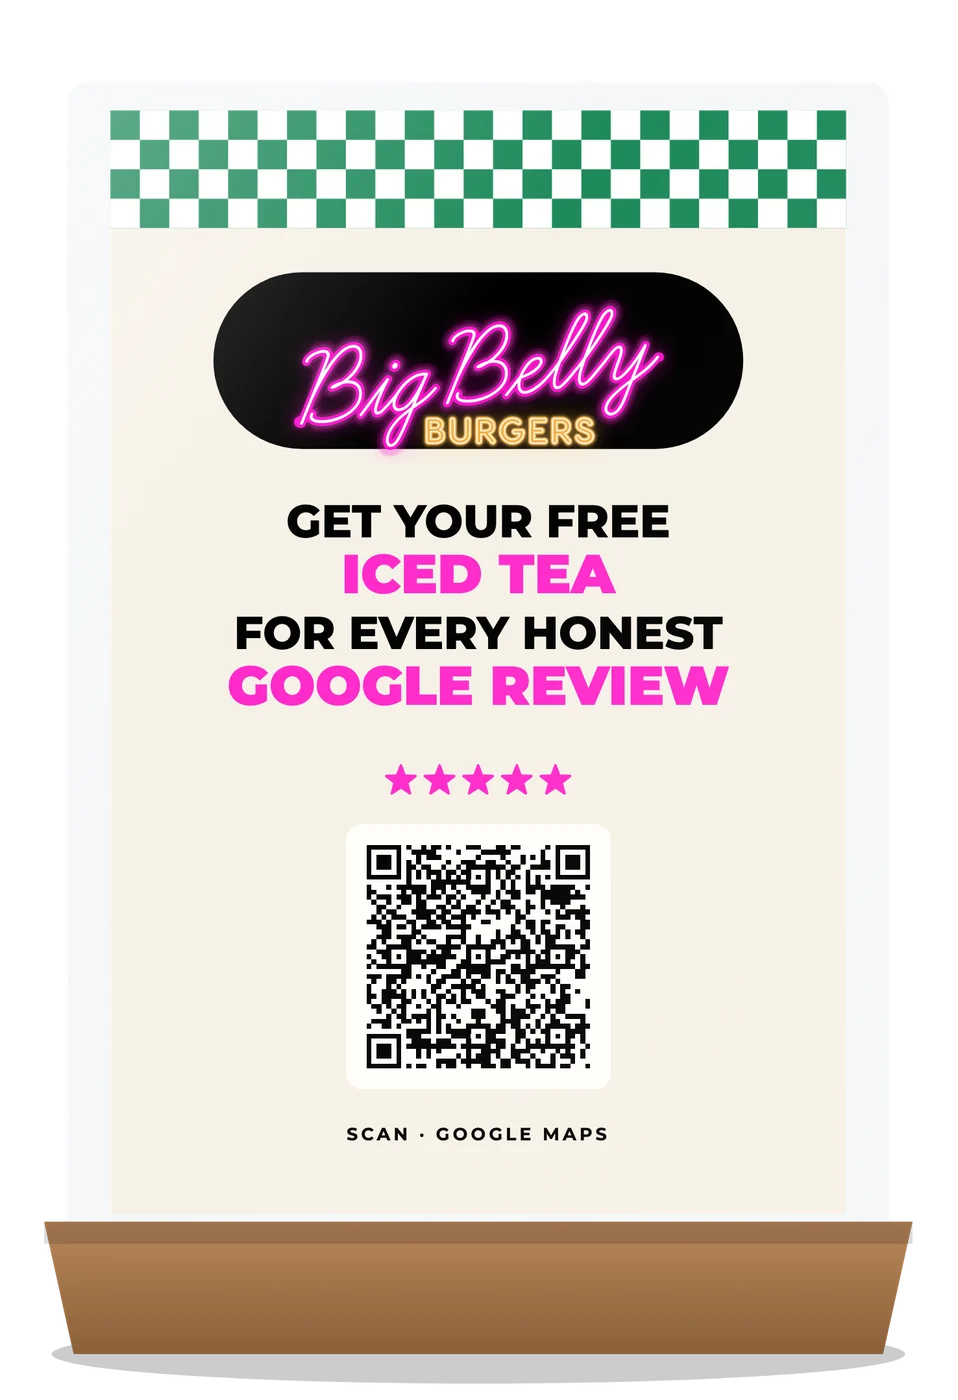 Big Belly
BURGERS
GET YOUR FREE
ICED TEA
FOR EVERY HONEST
GOOGLE REVIEW
SCAN · GOOGLE MAPS